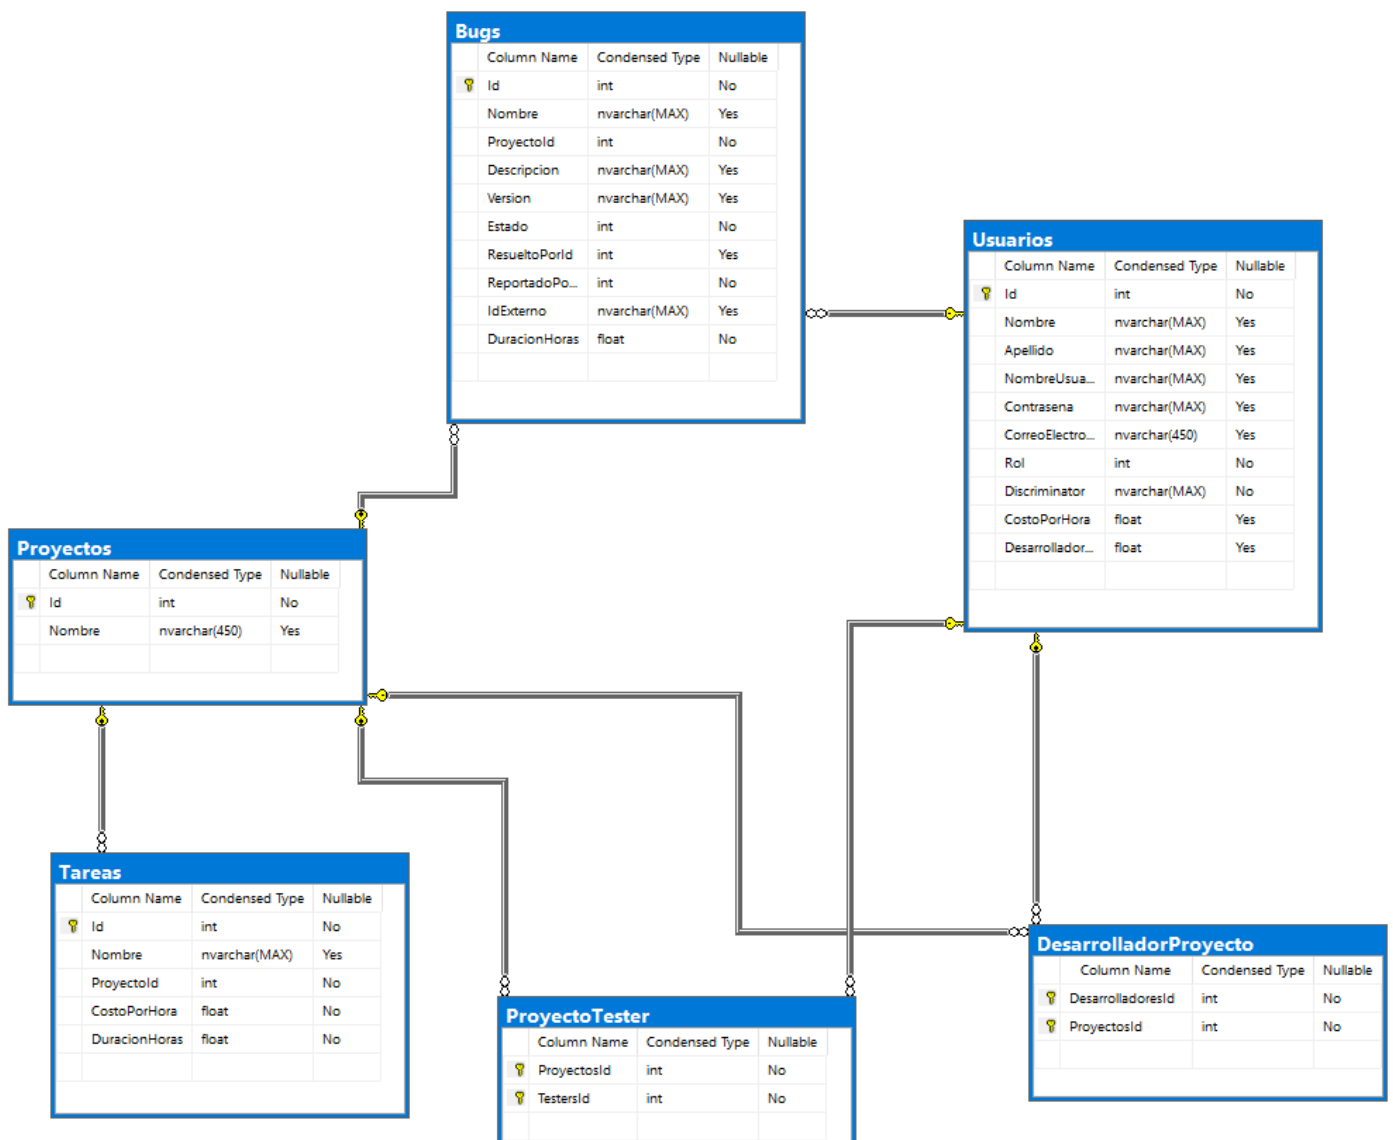 Bugs
Column Name Condensed Type Nullable
Id int No
Nombre nvarchar(MAX) Yes
ProyectoId int No
Descripcion nvarchar(MAX) Yes
Version nvarchar(MAX) Yes
Estado int No
ResueltoPorId int Yes
ReportadoPo... int No
IdExterno nvarchar(MAX) Yes
DuracionHoras float No
Usuarios
Column Name Condensed Type Nullable
Id int No
Nombre nvarchar(MAX) Yes
Apellido nvarchar(MAX) Yes
NombreUsua... nvarchar(MAX) Yes
Contrasena nvarchar(MAX) Yes
CorreoElectro... nvarchar(450) Yes
Rol int No
Discriminator nvarchar(MAX) No
CostoPorHora float Yes
Desarrollador... float Yes
Proyectos
Column Name Condensed Type Nullable
Id int No
Nombre nvarchar(450) Yes
Tareas
Column Name Condensed Type Nullable
Id int No
Nombre nvarchar(MAX) Yes
ProyectoId int No
CostoPorHora float No
DuracionHoras float No
DesarrolladorProyecto
Column Name Condensed Type Nullable
DesarrolladoresId int No
ProyectosId int No
ProyectoTester
Column Name Condensed Type Nullable
ProyectosId int No
TestersId int No